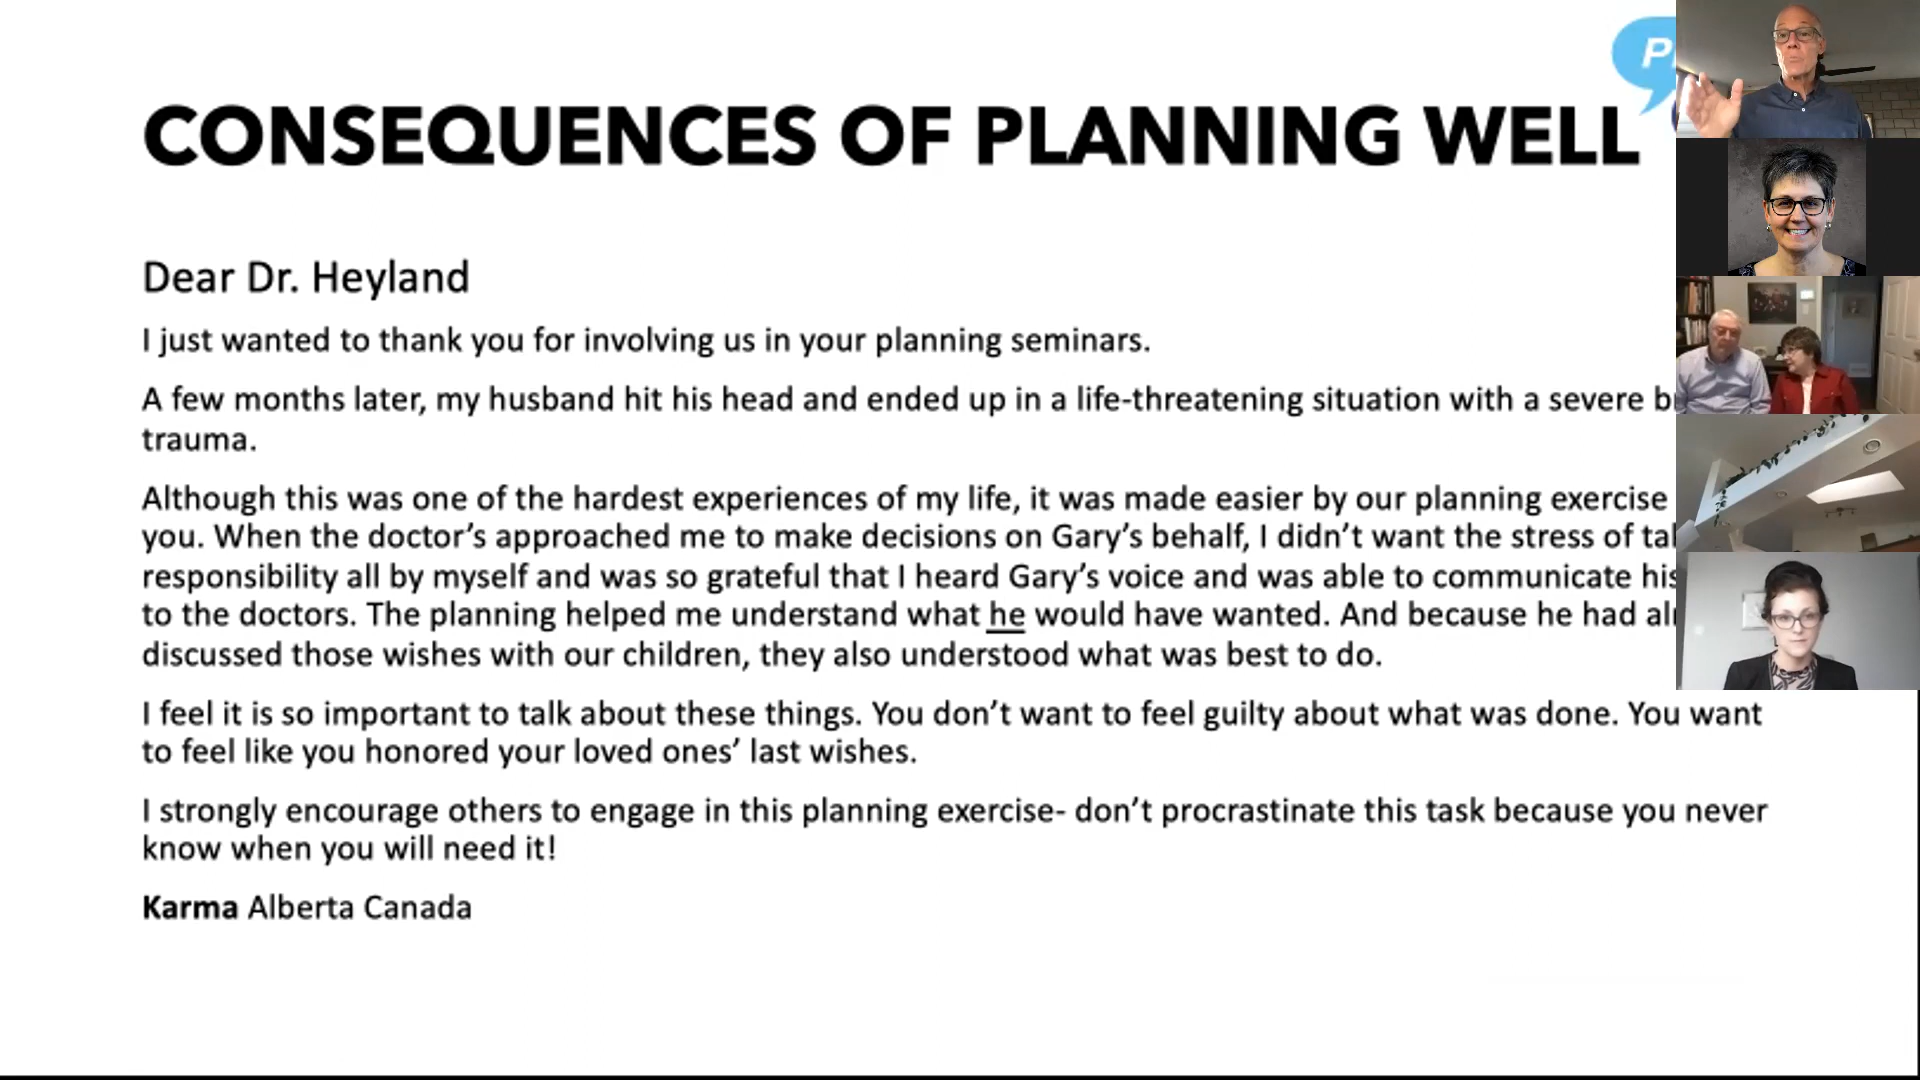 P
CONSEQUENCES OF PLANNING WELL
Dear Dr. Heyland
I just wanted to thank you for involving us in your planning seminars.
A few months later, my husband hit his head and ended up in a life-threatening situation with a severe
trauma.
Although this was one of the hardest experiences of my life, it was made easier by our planning exercise
you. When the doctor’s approached me to make decisions on Gary’s behalf, I didn’t want the stress of
responsibility all by myself and was so grateful that I heard Gary’s voice and was able to communicate his
to the doctors. The planning helped me understand what he would have wanted. And because he had
discussed those wishes with our children, they also understood what was best to do.
I feel it is so important to talk about these things. You don’t want to feel guilty about what was done. You want
to feel like you honored your loved ones’ last wishes.
I strongly encourage others to engage in this planning exercise- don’t procrastinate this task because you never
know when you will need it!
Karma Alberta Canada